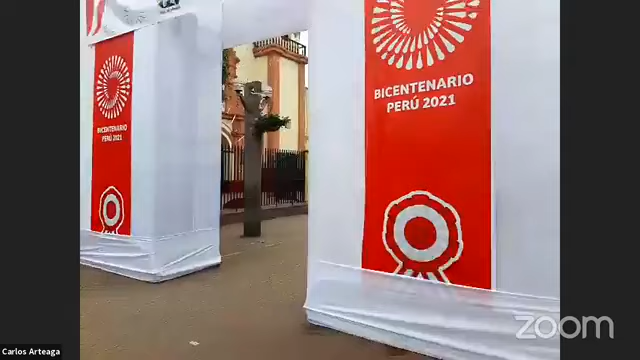 BICENTENARIO
PERÚ 2021
BICENTENARIO
PERÚ 2021
zoom
Carlos Arteaga